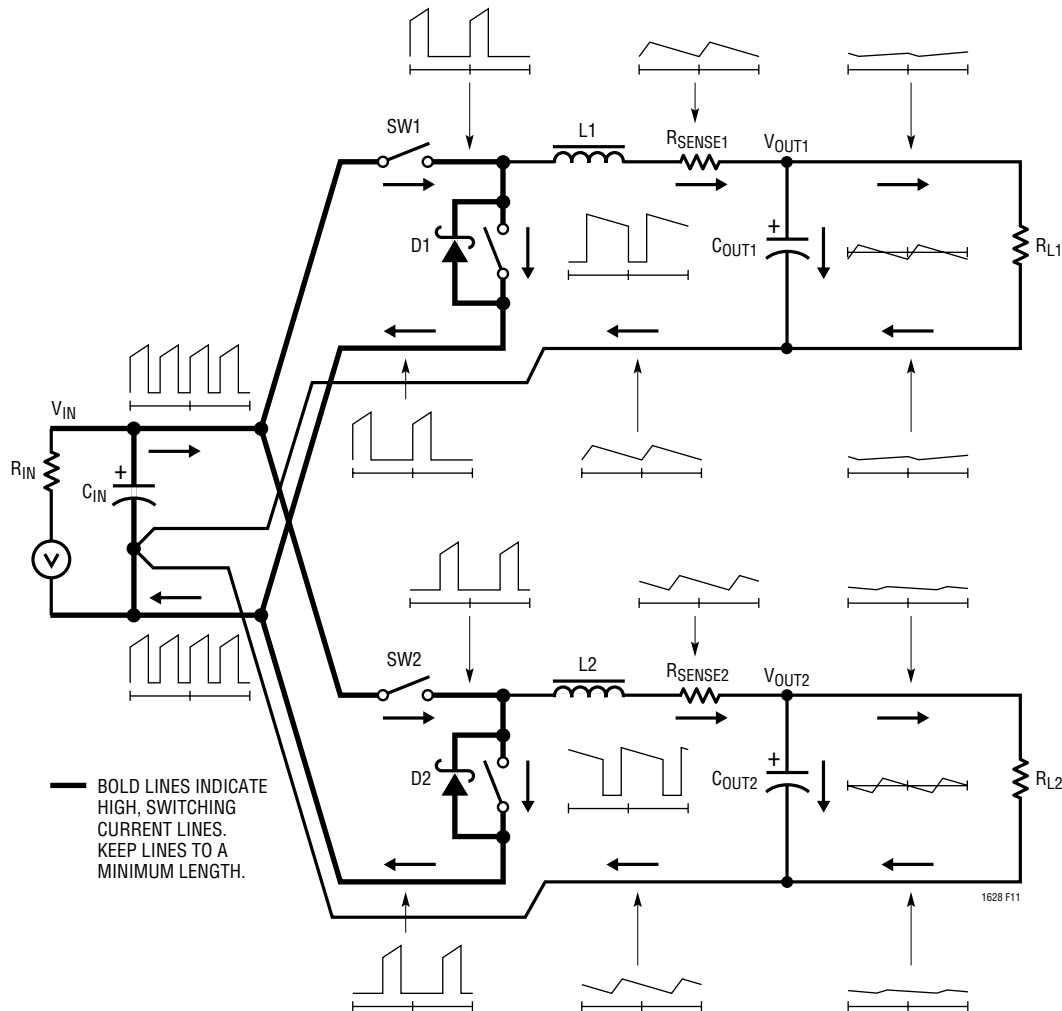 SW1
L1
RSENSE1
VOUT1
D1
COUT1
RL1
VIN
RIN
CIN
+
+
V
SW2
L2
RSENSE2
VOUT2
D2
COUT2
+
RL2
BOLD LINES INDICATE
HIGH, SWITCHING
CURRENT LINES.
KEEP LINES TO A
MINIMUM LENGTH.
1628 F11